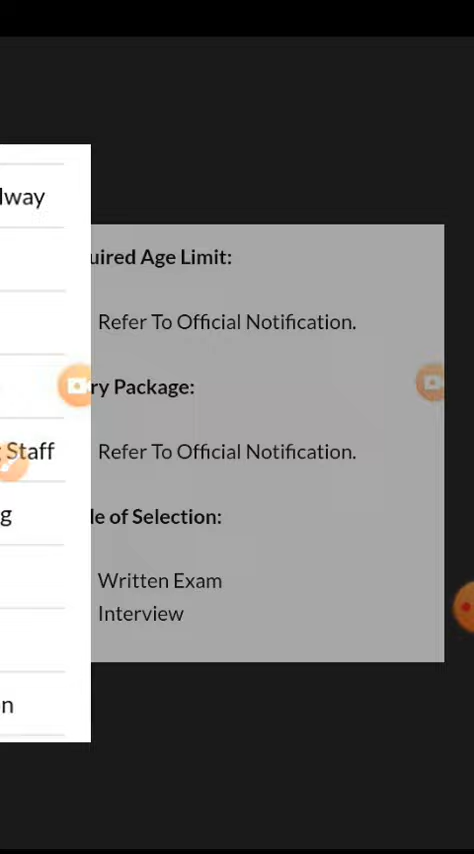 lway
Staff
g
n
uired Age Limit:
Refer To Official Notification.
ry Package:
Refer To Official Notification.
le of Selection:
Written Exam
Interview